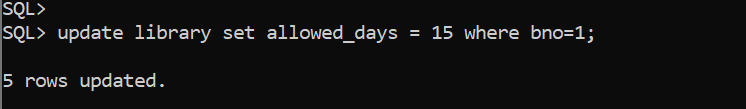 SQL>
SQL> update library set allowed_days = 15 where bno=1;
5 rows updated.